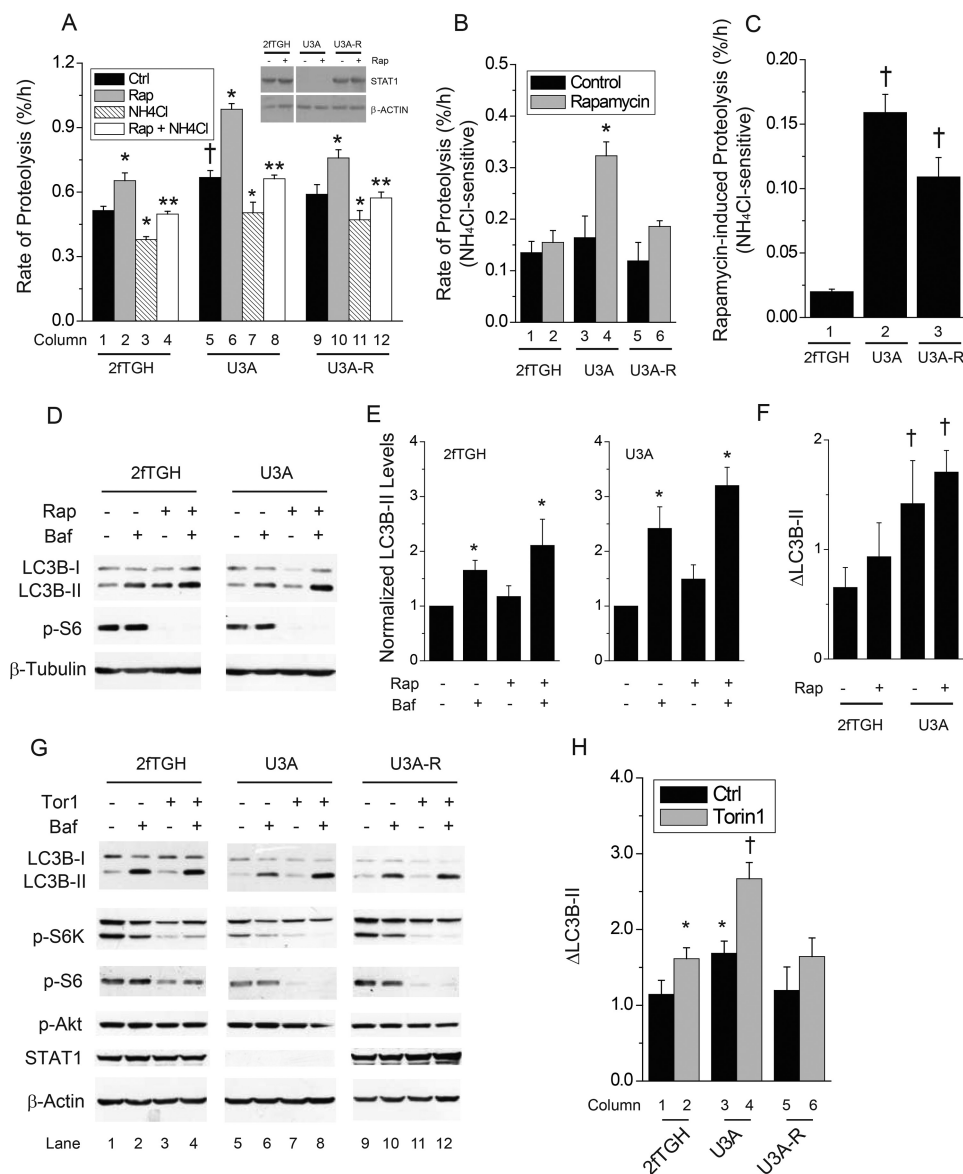 A
2fTGH U3A U3A-R
- + - + - + Rap
STAT1
β-ACTIN
Ctrl
Rap
NH4Cl
Rap + NH4Cl
Rate of Proteolysis (%/h)
1.2
0.9
0.6
0.3
0.0
* * ** † * * ** * * **
Column 1 2 3 4 5 6 7 8 9 10 11 12
2fTGH U3A U3A-R
B
Control
Rapamycin
Rate of Proteolysis (%/h)
(NH₄Cl-sensitive)
0.5
0.4
0.3
0.2
0.1
0.0
*
1 2 3 4 5 6
2fTGH U3A U3A-R
C
Rapamycin-induced Proteolysis (%/h)
(NH₄Cl-sensitive)
0.20
0.15
0.10
0.05
0.00
† †
1 2 3
2fTGH U3A U3A-R
D
2fTGH U3A
Rap - - + + - - + +
Baf - + - + - + - +
LC3B-I
LC3B-II
p-S6
β-Tubulin
E
Normalized LC3B-II Levels
2fTGH
4
3
2
1
0
* *
U3A
4
3
2
1
0
* *
Rap - - + + - - + +
Baf - + - + - + - +
F
ΔLC3B-II
2
1
0
† †
Rap - + - +
2fTGH U3A
G
2fTGH U3A U3A-R
Tor1 - - + + - - + + - - + +
Baf - + - + - + - + - + - +
LC3B-I
LC3B-II
p-S6K
p-S6
p-Akt
STAT1
β-Actin
Lane 1 2 3 4 5 6 7 8 9 10 11 12
H
Ctrl
Torin1
ΔLC3B-II
4.0
3.0
2.0
1.0
0.0
* * †
Column 1 2 3 4 5 6
2fTGH U3A U3A-R